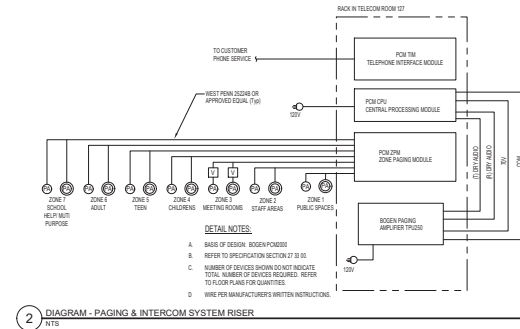 RACK IN TELECOM ROOM 127
TO CUSTOMER
PHONE SERVICE
PCM TIM
TELEPHONE INTERFACE MODULE
WEST PENN 25224B OR
APPROVED EQUAL (Typ)
PCM CPU
CENTRAL PROCESSING MODULE
120V
PCM ZPM
ZONE PAGING MODULE
(T) DRY AUDIO
(R) DRY AUDIO
70V
COM
V V
PA PA PA PA PA PA PA PA PA PA PA PA PA PA
ZONE 7
SCHOOL
HELP/ MUTI
PURPOSE
ZONE 6
ADULT
ZONE 5
TEEN
ZONE 4
CHILDRENS
ZONE 3
MEETING ROOMS
ZONE 2
STAFF AREAS
ZONE 1
PUBLIC SPACES
BOGEN PAGING
AMPLIFIER TPU250
120V
DETAIL NOTES:
A. BASIS OF DESIGN: BOGEN PCM2000
B. REFER TO SPECIFICATION SECTION 27 33 00.
C. NUMBER OF DEVICES SHOWN DO NOT INDICATE
TOTAL NUMBER OF DEVICES REQUIRED. REFER
TO FLOOR PLANS FOR QUANTITIES.
D WIRE PER MANUFACTURER'S WRITTEN INSTRUCTIONS.
2 DIAGRAM - PAGING & INTERCOM SYSTEM RISER
NTS